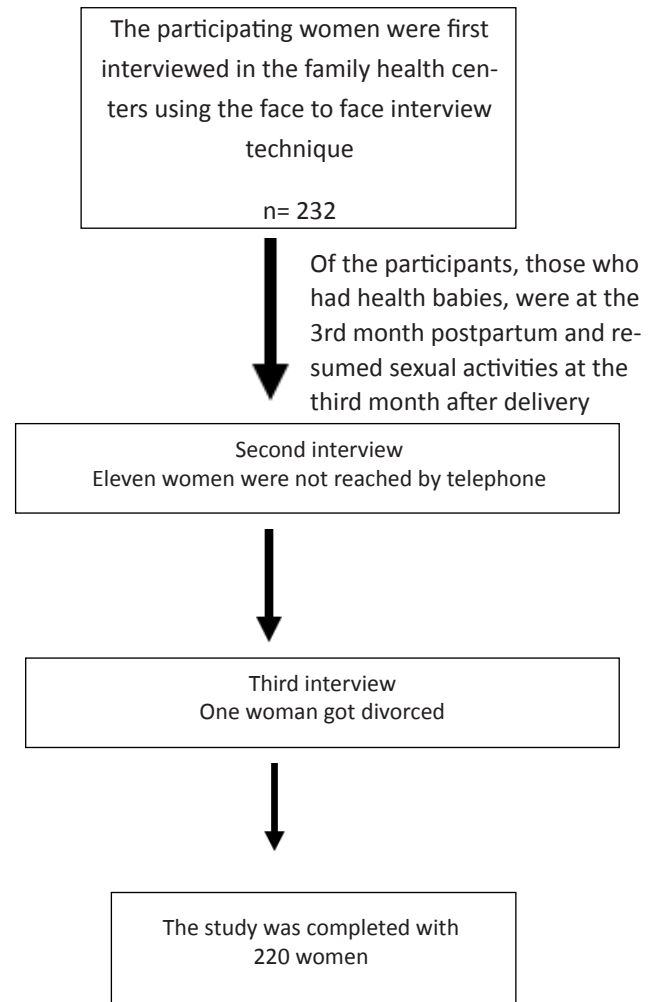 The participating women were first
interviewed in the family health cen-
ters using the face to face interview
technique
n= 232
Of the participants, those who
had health babies, were at the
3rd month postpartum and re-
sumed sexual activities at the
third month after delivery
Second interview
Eleven women were not reached by telephone
Third interview
One woman got divorced
The study was completed with
220 women